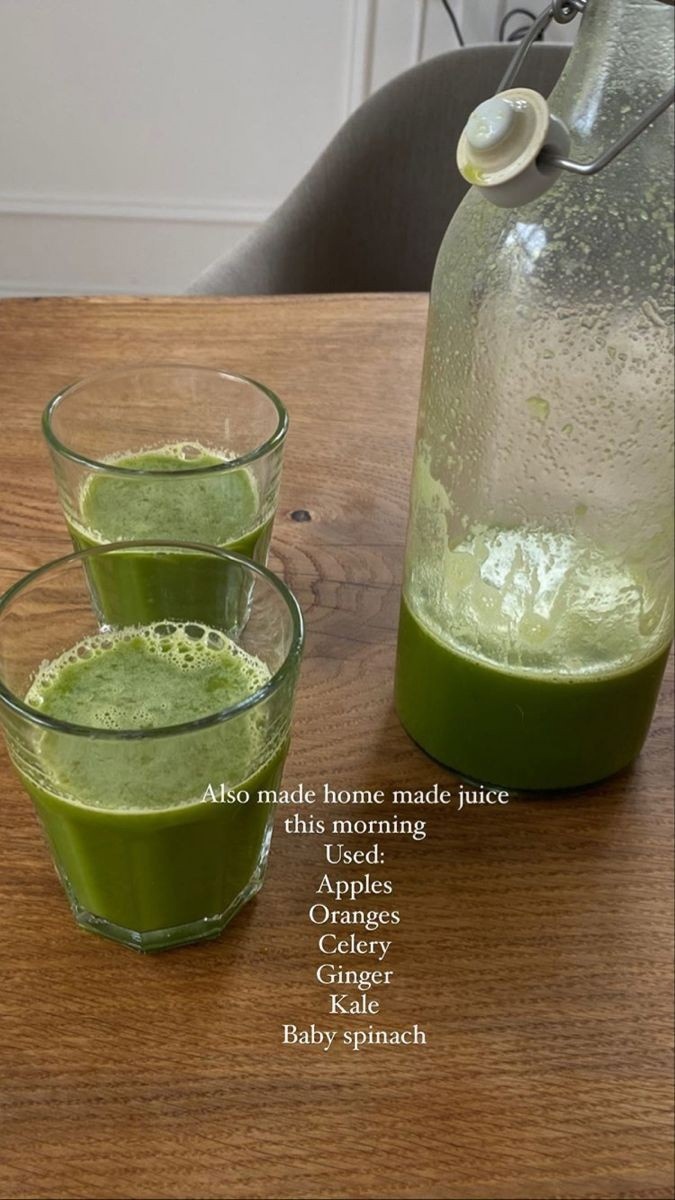 Also made home made juice
this morning
Used:
Apples
Oranges
Celery
Ginger
Kale
Baby spinach